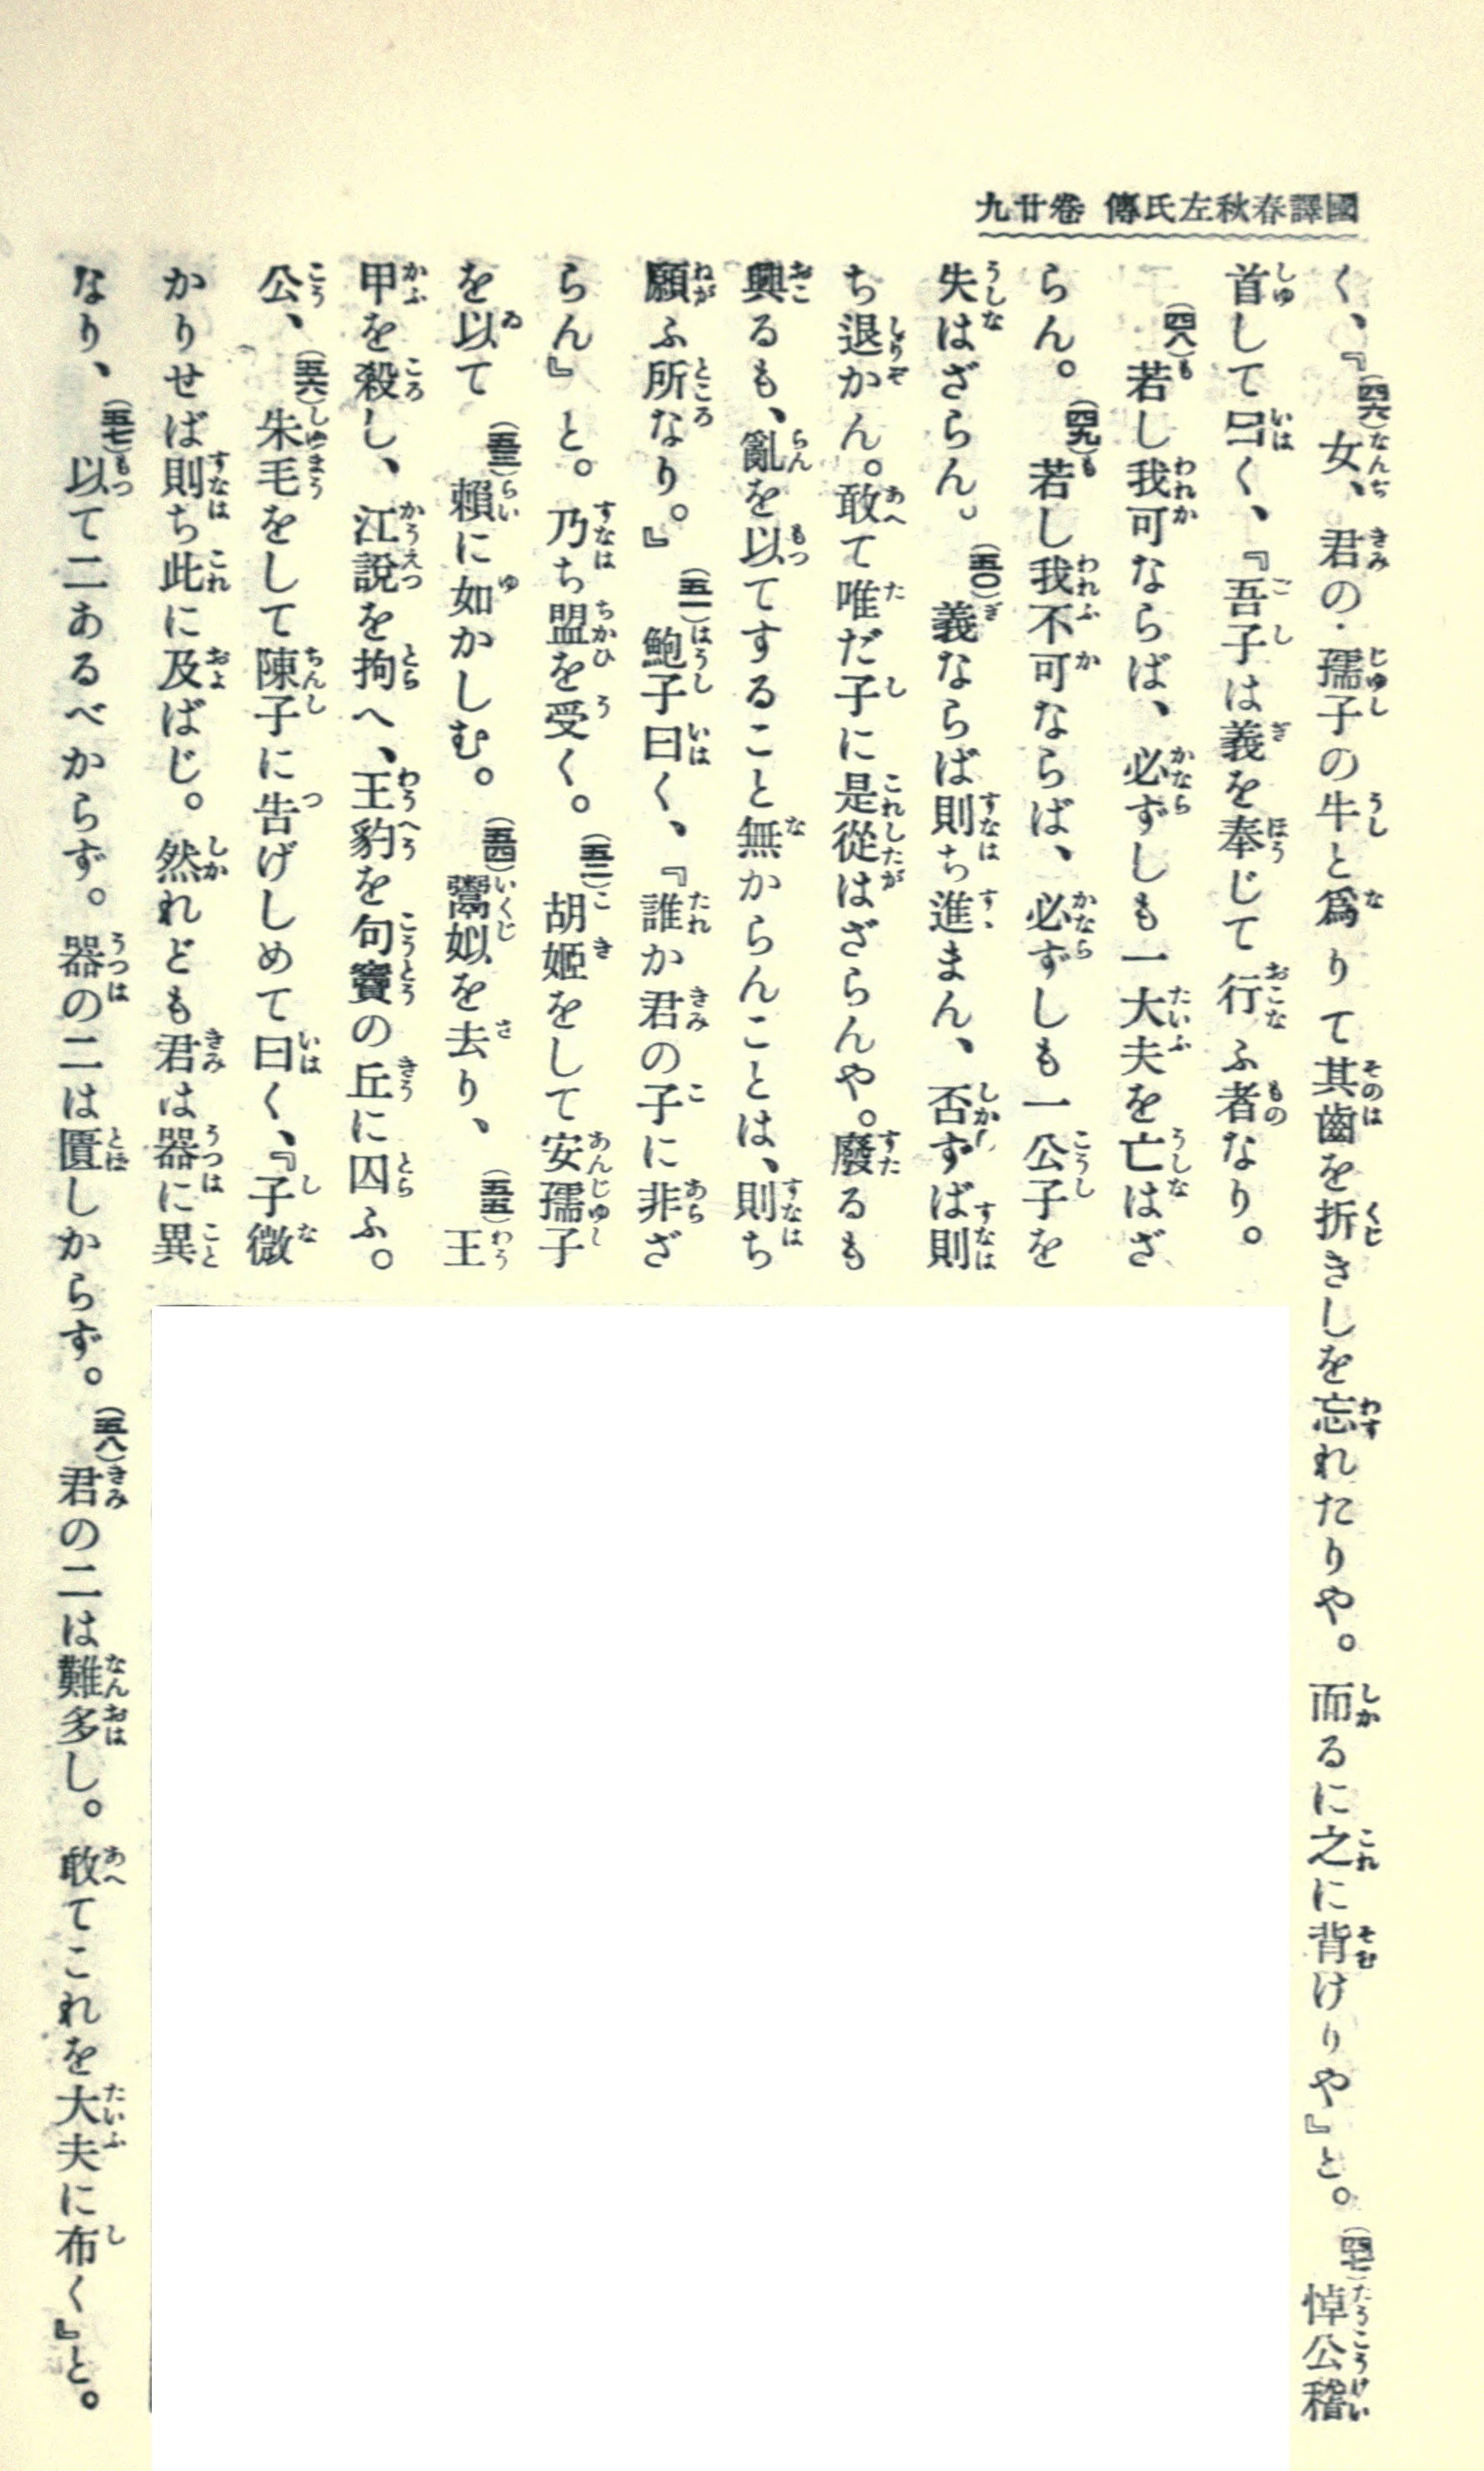 國譯春秋左氏傳 卷廿九
く、『(四六)女、君の・孺子の牛と爲りて其齒を折きしを忘れたりや。而るに之に背けりや』と。(四七)悼公稽
首して曰く、『吾子は義を奉じて行ふ者なり。
(四八)若し我可ならば、必ずしも一大夫を亡はざ
らん。(四九)若し我不可ならば、必ずしも一公子を
失はざらん。(五〇)義ならば則ち進まん、否ずば則
ち退かん。敢て唯だ子に是從はざらんや。廢るも
興るも、亂を以てすること無からんことは、則ち
願ふ所なり。』(五一)鮑子曰く、『誰か君の子に非ざ
らん』と。乃ち盟を受く。(五二)胡姬をして安孺子
を以て(五三)賴に如かしむ。(五四)鬻姒を去り、(五五)王
甲を殺し、江說を拘へ、王豹を句竇の丘に囚ふ。
公、(五六)朱毛をして陳子に吿げしめて曰く、『子微
かりせば則ち此に及ばじ。然れども君は器に異
なり、(五七)以て二あるべからず。器の二は匱しからず。(五八)君の二は難多し。敢てこれを大夫に布く』と。